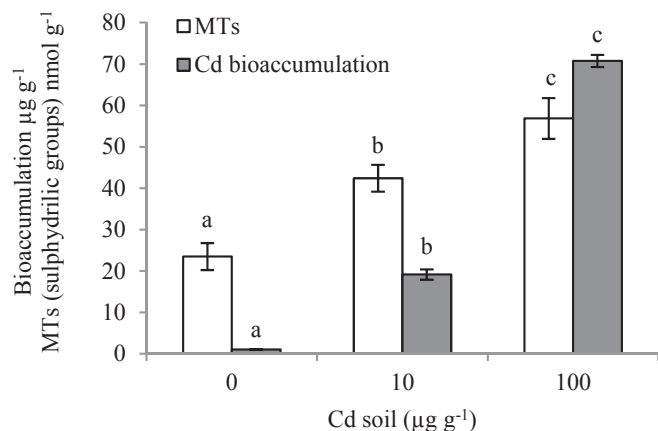 Bioaccumulation µg g-1
MTs (sulphydrilic groups) nmol g-1
80
70
60
50
40
30
20
10
0
MTs
Cd bioaccumulation
a
a
b
b
c
c
0
10
100
Cd soil (µg g-1)